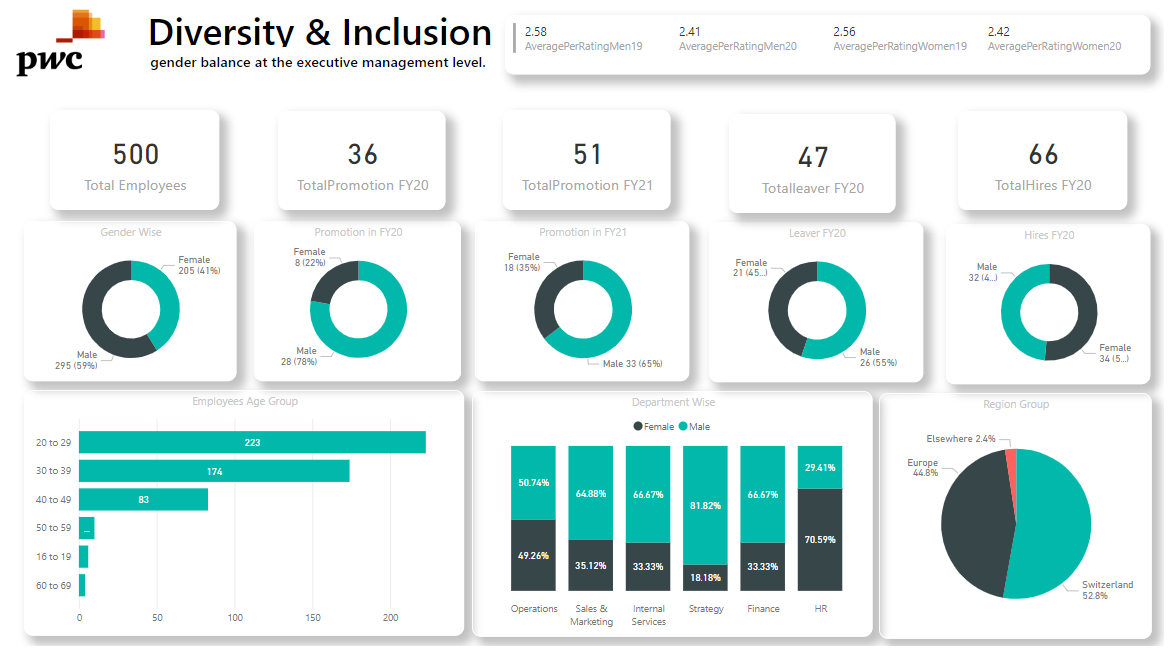 pwc
Diversity & Inclusion
gender balance at the executive management level.
2.58
AveragePerRatingMen19
2.41
AveragePerRatingMen20
2.56
AveragePerRatingWomen19
2.42
AveragePerRatingWomen20
500
Total Employees
36
TotalPromotion FY20
51
TotalPromotion FY21
47
Totalleaver FY20
66
TotalHires FY20
Gender Wise
Female
205 (41%)
Male
295 (59%)
Promotion in FY20
Female
8 (22%)
Male
28 (78%)
Promotion in FY21
Female
18 (35%)
Male 33 (65%)
Leaver FY20
Female
21 (45...)
Male
26 (55%)
Hires FY20
Male
32 (4...)
Female
34 (5...)
Employees Age Group
20 to 29
223
30 to 39
174
40 to 49
83
50 to 59
...
16 to 19
60 to 69
0 50 100 150 200
Department Wise
Female Male
50.74% 64.88% 66.67% 81.82% 66.67% 29.41%
49.26% 35.12% 33.33% 18.18% 33.33% 70.59%
Operations
Sales &
Marketing
Internal
Services
Strategy
Finance
HR
Region Group
Elsewhere 2.4%
Europe
44.8%
Switzerland
52.8%